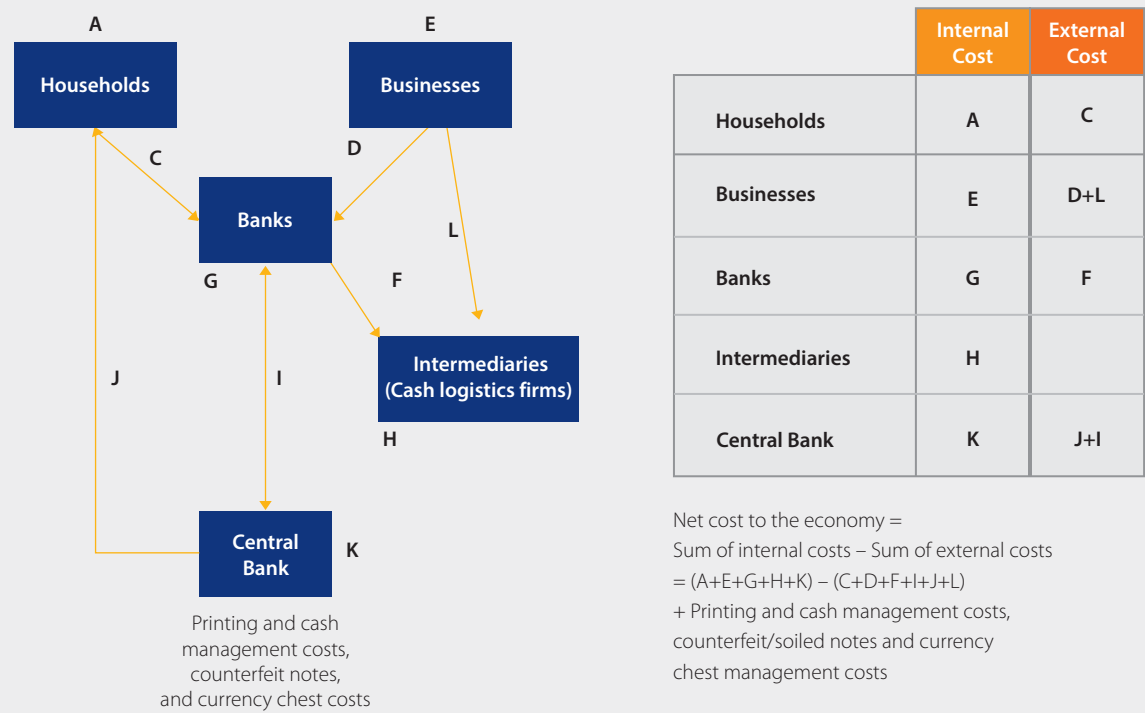 A
E
Households
Businesses
C
D
Banks
L
G
F
Intermediaries
(Cash logistics firms)
J
I
H
Central
Bank
K
Printing and cash
management costs,
counterfeit notes,
and currency chest costs
Internal
Cost
External
Cost
Households
A
C
Businesses
E
D+L
Banks
G
F
Intermediaries
H
Central Bank
K
J+I
Net cost to the economy =
Sum of internal costs – Sum of external costs
= (A+E+G+H+K) – (C+D+F+I+J+L)
+ Printing and cash management costs,
counterfeit/soiled notes and currency
chest management costs